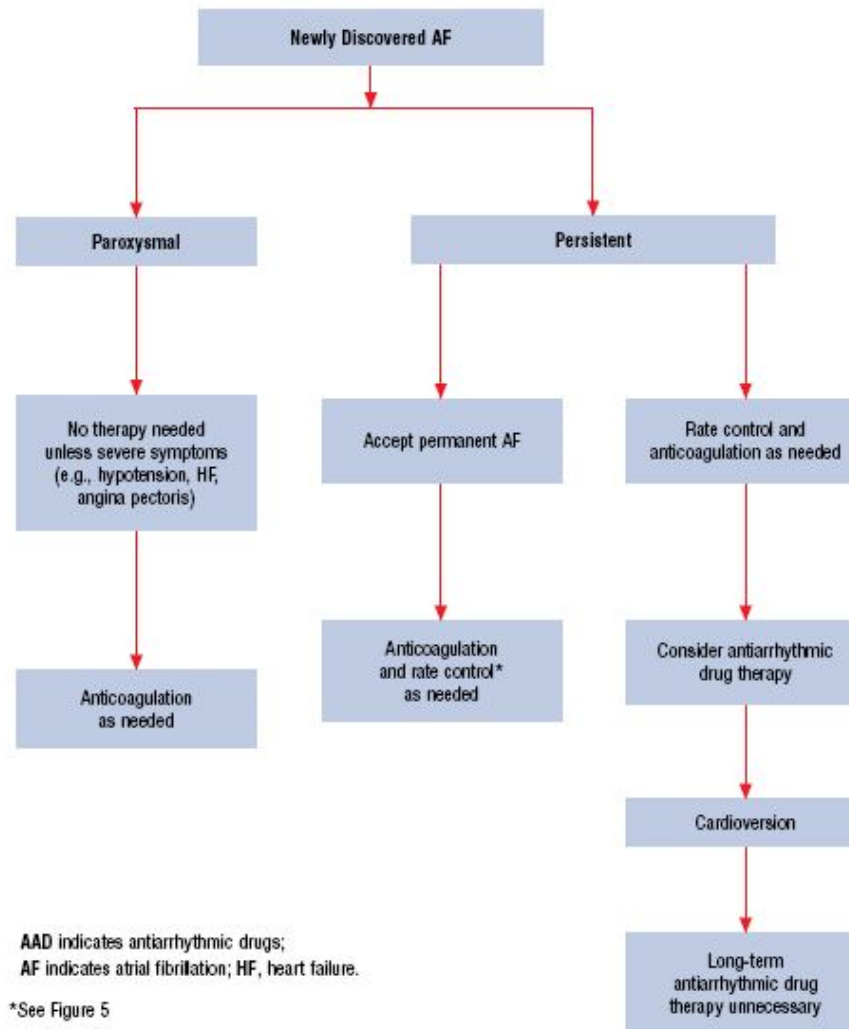 Newly Discovered AF
Paroxysmal
Persistent
No therapy needed
unless severe symptoms
(e.g., hypotension, HF,
angina pectoris)
Accept permanent AF
Rate control and
anticoagulation as needed
Anticoagulation
as needed
Anticoagulation
and rate control*
as needed
Consider antiarrhythmic
drug therapy
Cardioversion
Long-term
antiarrhythmic drug
therapy unnecessary
AAD indicates antiarrhythmic drugs;
AF indicates atrial fibrillation; HF, heart failure.
*See Figure 5